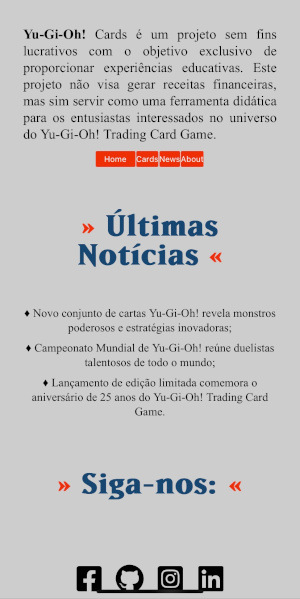 Yu-Gi-Oh! Cards é um projeto sem fins
lucrativos com o objetivo exclusivo de
proporcionar experiências educativas. Este
projeto não visa gerar receitas financeiras,
mas sim servir como uma ferramenta didática
para os entusiastas interessados no universo
do Yu-Gi-Oh! Trading Card Game.
Home Cards News About
» Últimas
Notícias «
♦ Novo conjunto de cartas Yu-Gi-Oh! revela monstros
poderosos e estratégias inovadoras;
♦ Campeonato Mundial de Yu-Gi-Oh! reúne duelistas
talentosos de todo o mundo;
♦ Lançamento de edição limitada comemora o
aniversário de 25 anos do Yu-Gi-Oh! Trading Card
Game.
» Siga-nos: «